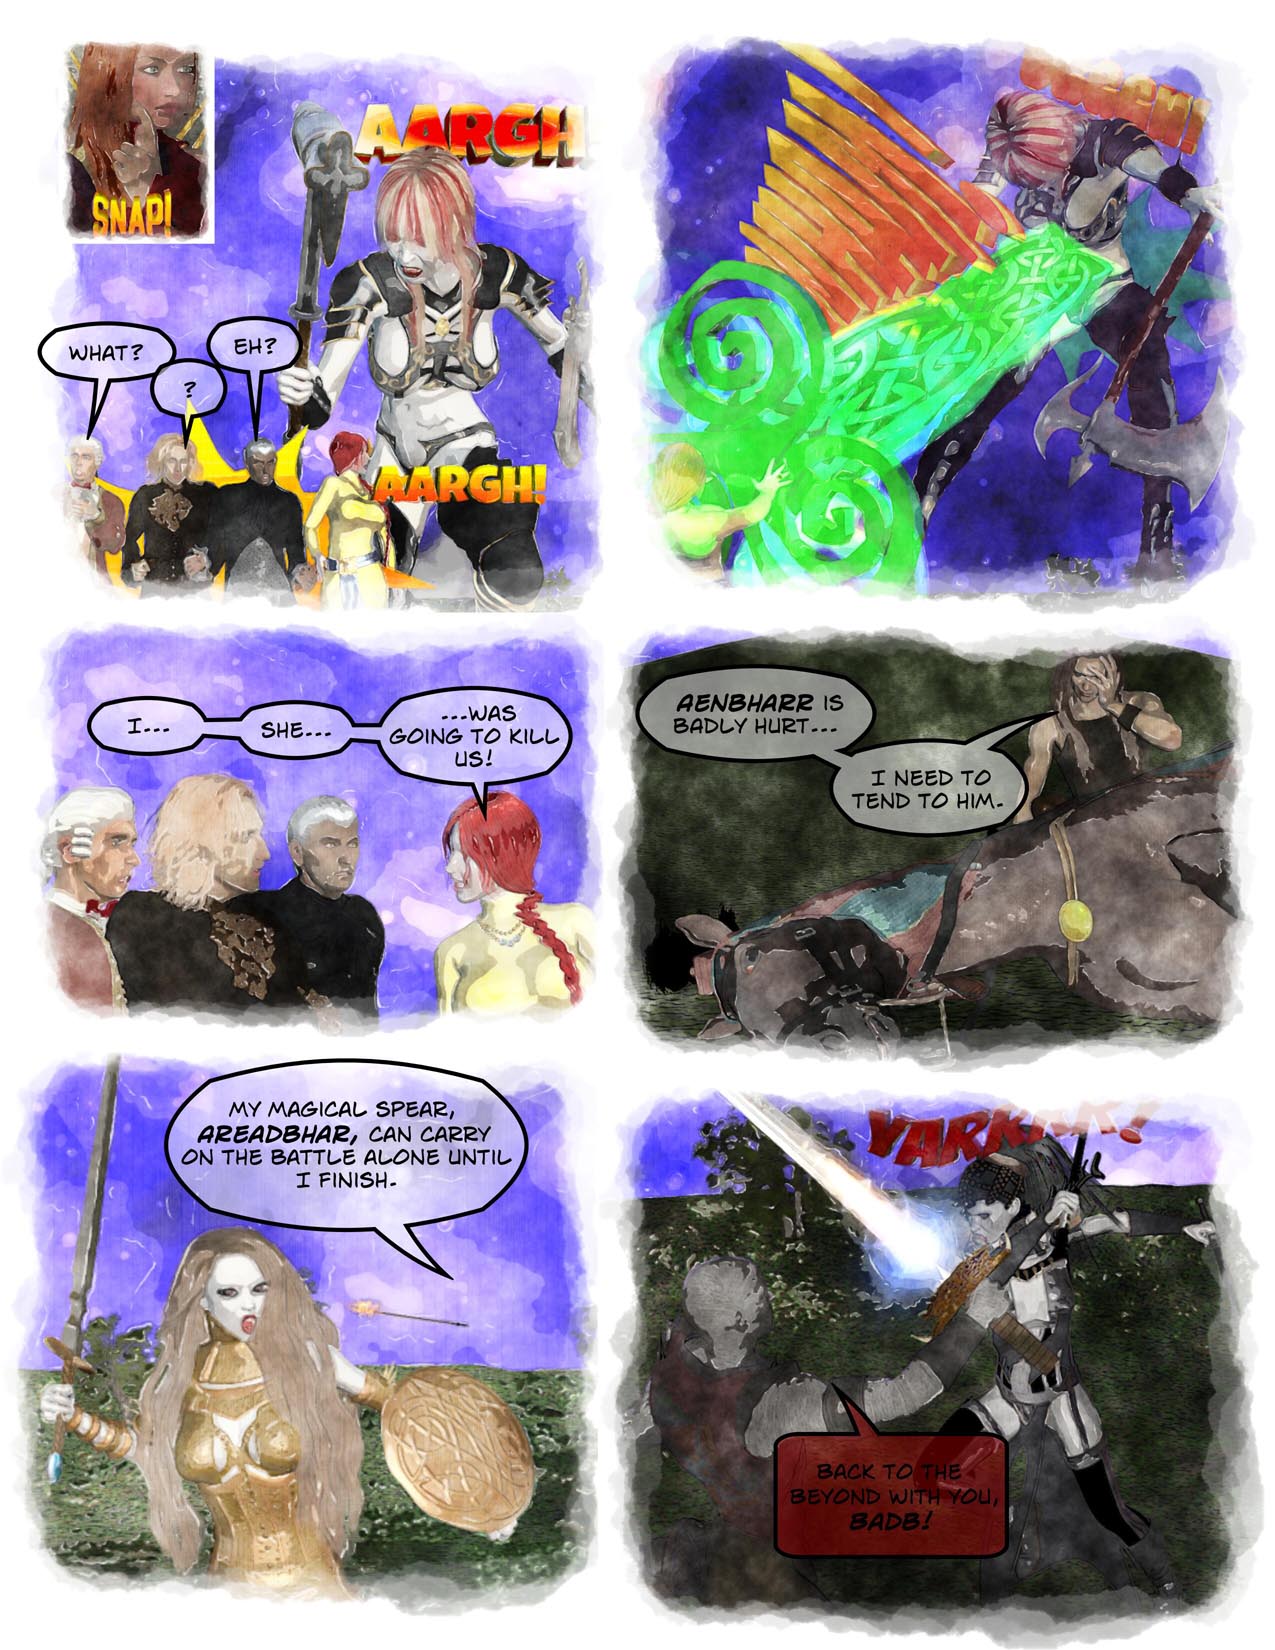 SNAP!
AARGH
WHAT?
?
EH?
AARGH!
I...
SHE...
...WAS
GOING TO KILL
US!
AENBHARR IS
BADLY HURT...
I NEED TO
TEND TO HIM.
MY MAGICAL SPEAR,
AREADBHAR, CAN CARRY
ON THE BATTLE ALONE UNTIL
I FINISH.
BACK TO THE
BEYOND WITH YOU,
BADB!